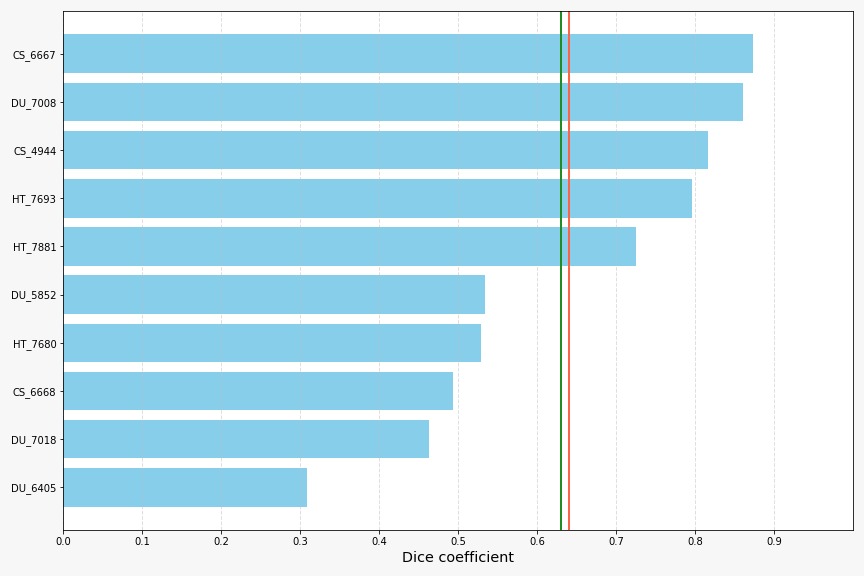 CS_6667
DU_7008
CS_4944
HT_7693
HT_7881
DU_5852
HT_7680
CS_6668
DU_7018
DU_6405
0.0 0.1 0.2 0.3 0.4 0.5 0.6 0.7 0.8 0.9
Dice coefficient